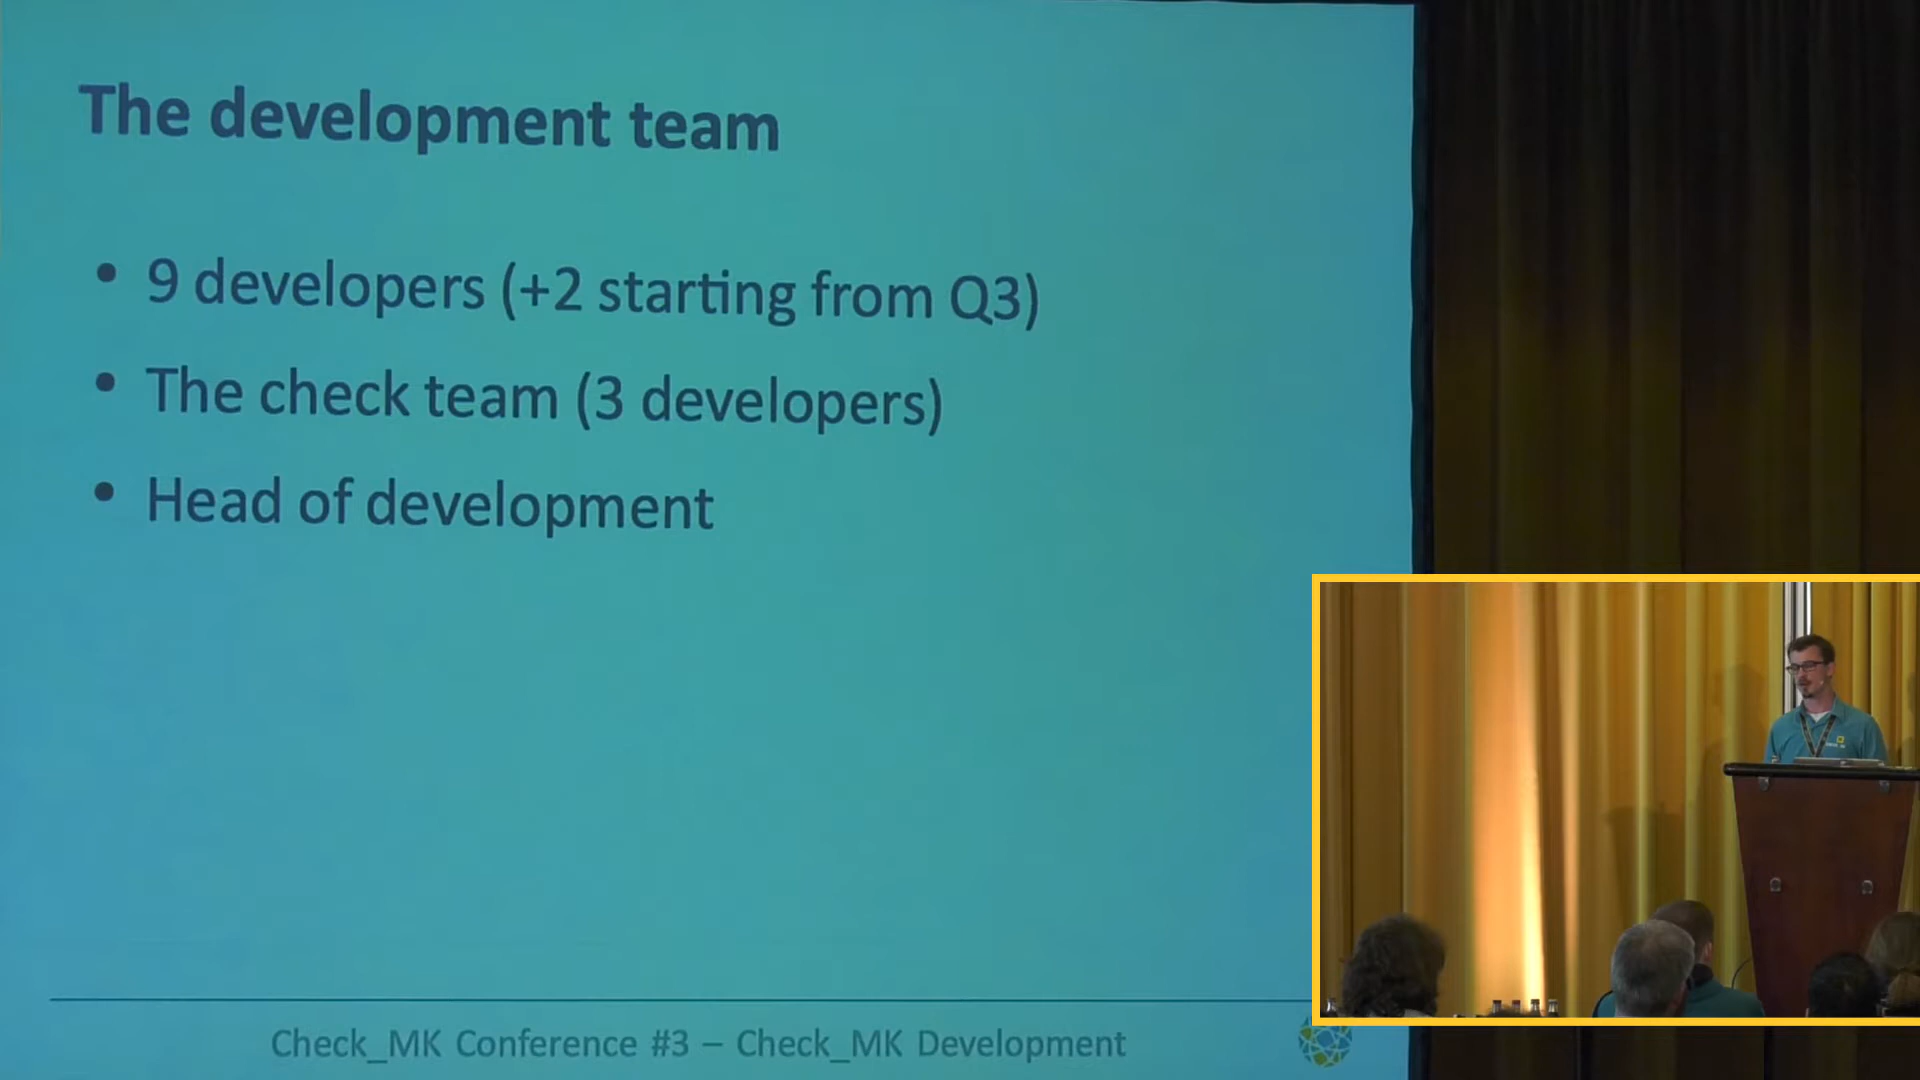 The development team
• 9 developers (+2 starting from Q3)
• The check team (3 developers)
• Head of development
Check_MK Conference #3 – Check_MK Development